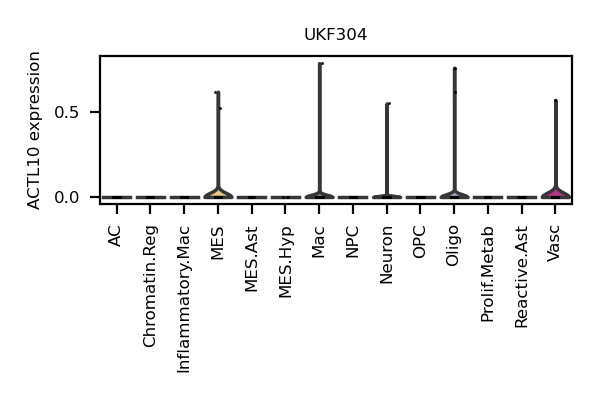 UKF304
ACTL10 expression
0.5
0.0
AC
Chromatin.Reg
Inflammatory.Mac
MES
MES.Ast
MES.Hyp
Mac
NPC
Neuron
OPC
Oligo
Prolif.Metab
Reactive.Ast
Vasc